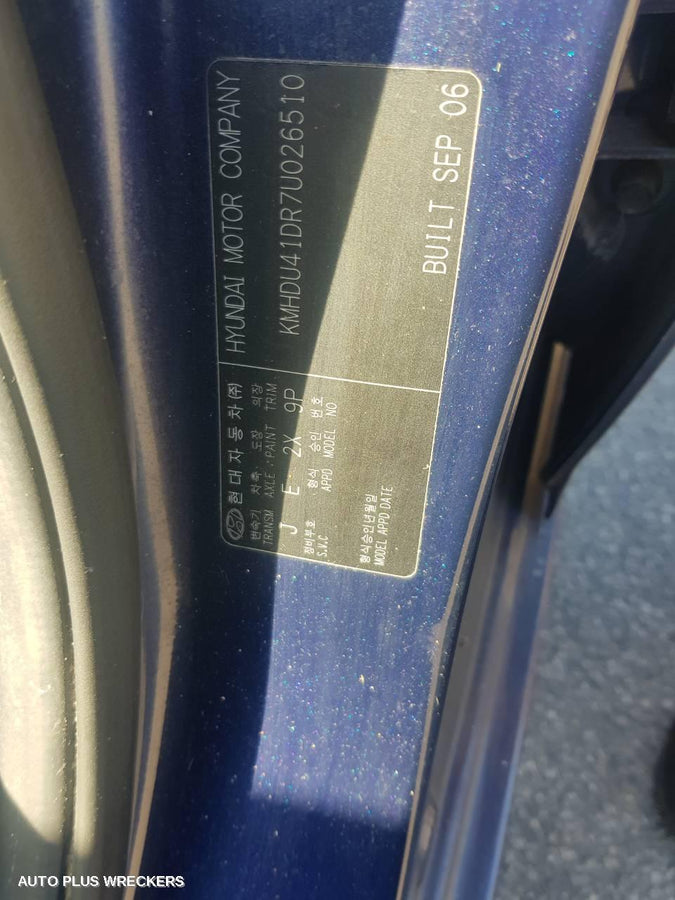 현대자동차(주) HYUNDAI MOTOR COMPANY
변속기 차축 도장 의장
TRANSM AXLE PAINT TRIM
J E 2X 9P KMHDU41DR7U026510
정비부호 형식 승인 번호
S.V.C APPD MODEL NO
형식승인년월일
MODEL APPD DATE
BUILT SEP 06
AUTO PLUS WRECKERS